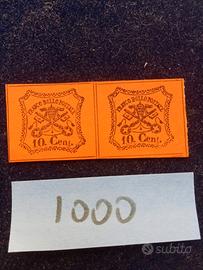 FRANCO BOLLO POSTALE
10 Cent.
FRANCO BOLLO POSTALE
10 Cent.
1000
subito